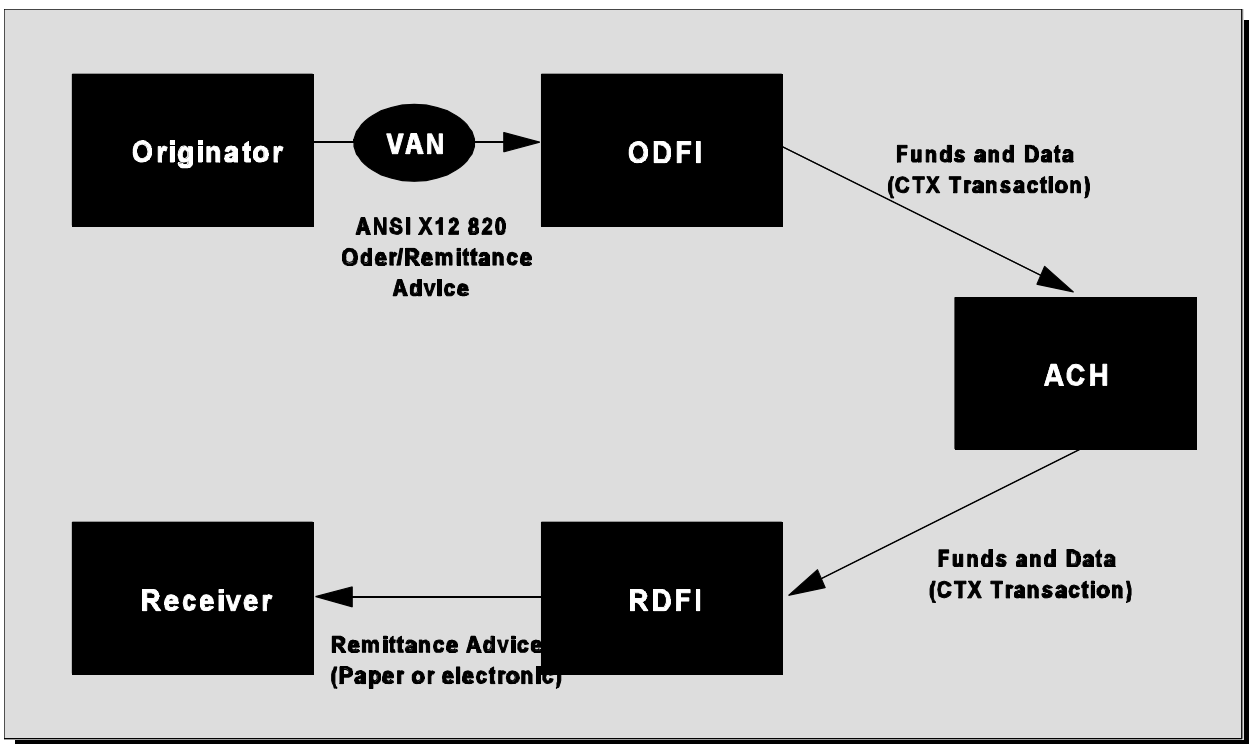 Originator
VAN
ODFI
ANSI X12 820
Oder/Remittance
Advice
Funds and Data
(CTX Transaction)
ACH
Funds and Data
(CTX Transaction)
RDFI
Receiver
Remittance Advice
(Paper or electronic)